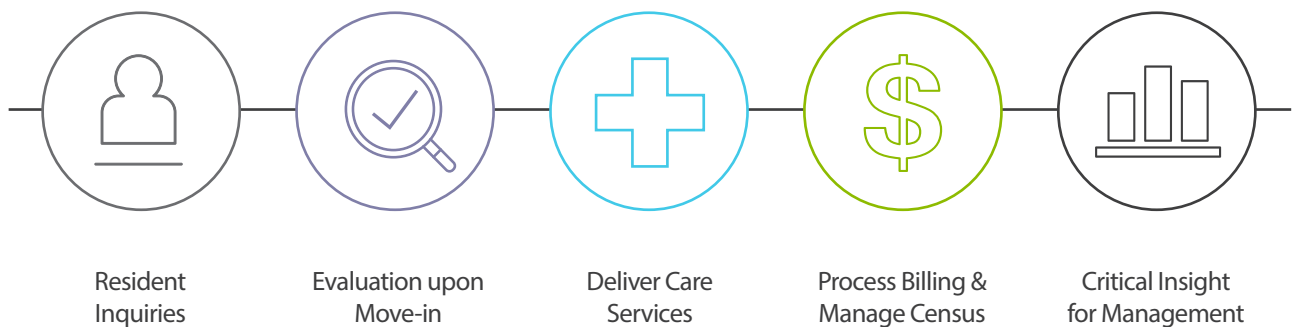 Resident
Inquiries
Evaluation upon
Move-in
Deliver Care
Services
Process Billing &
Manage Census
Critical Insight
for Management